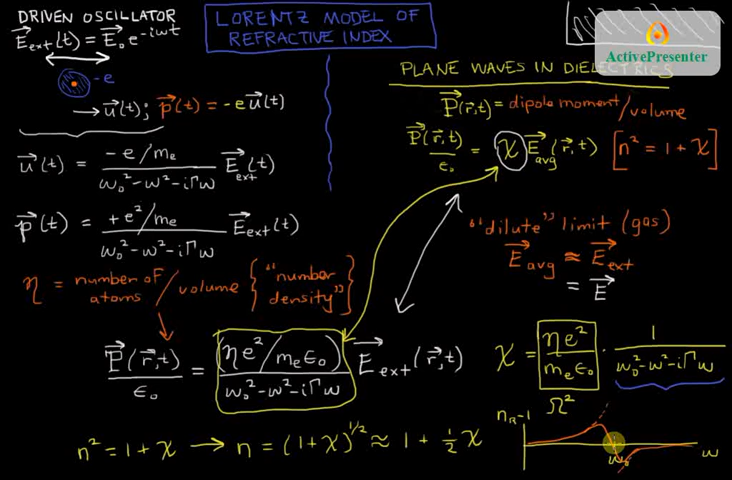 DRIVEN OSCILLATOR
E⃗ext(t) = E⃗o e^-iωt
-e
→u⃗(t); p⃗(t) = -e u⃗(t)
u⃗(t) = (-e/me)/(ω₀²-ω²-iΓω) E⃗ext(t)
p⃗(t) = (+e²/me)/(ω₀²-ω²-iΓω) E⃗ext(t)
η = number of atoms / volume { "number density" }
P⃗(r⃗,t)/ε₀ = (ηe²/meε₀)/(ω₀²-ω²-iΓω) E⃗ext(r⃗,t)
n² = 1+χ → n = (1+χ)^1/2 ≈ 1 + ½χ
LORENTZ MODEL OF
REFRACTIVE INDEX
ActivePresenter
PLANE WAVES IN DIELECTRICS
P⃗(r⃗,t) = dipole moment/volume
P⃗(r⃗,t)/ε₀ = χ E⃗avg(r⃗,t) [n² = 1+χ]
"dilute" limit (gas)
E⃗avg ≈ E⃗ext
= E⃗
χ = ηe²/meε₀ · 1/(ω₀²-ω²-iΓω)
Ω²
nR-1
ω₀
ω